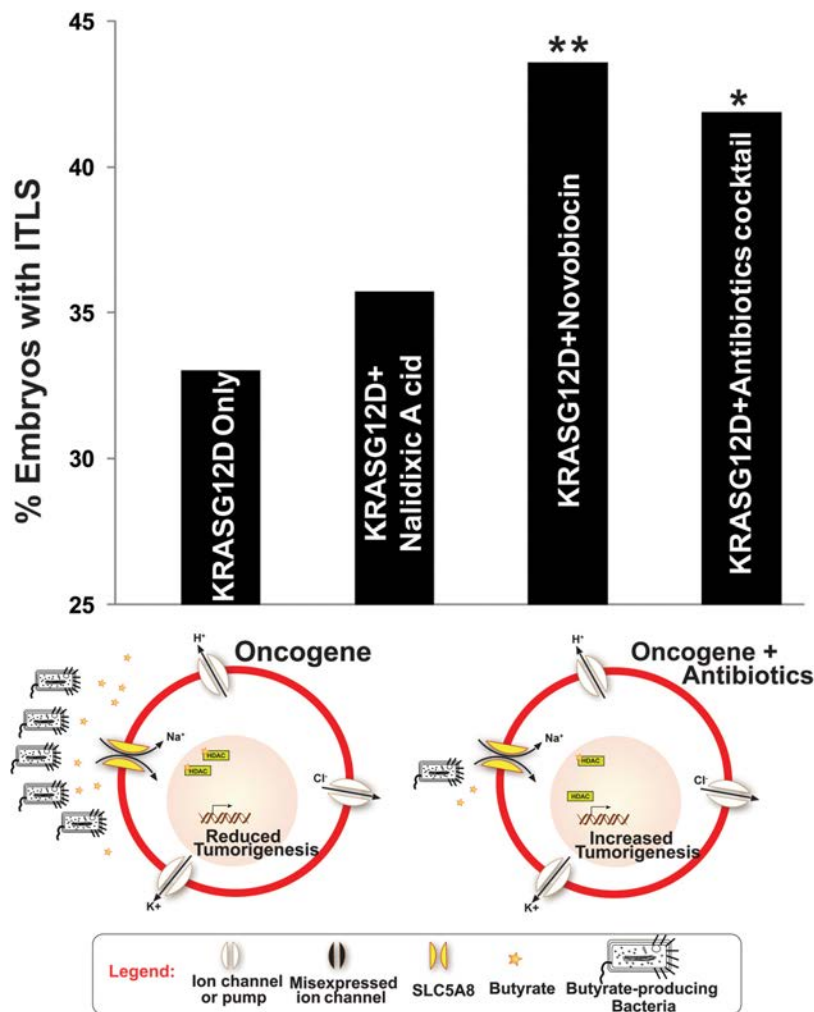 45
40
35
30
25
% Embryos with ITLS
KRASG12D Only
KRASG12D+
Nalidixic A cid
**
KRASG12D+Novobiocin
*
KRASG12D+Antibiotics cocktail
Oncogene
H⁺
Na⁺
HDAC
HDAC
Cl⁻
Reduced
Tumorigenesis
K+
Oncogene +
Antibiotics
H⁺
Na⁺
HDAC
HDAC
Cl⁻
Increased
Tumorigenesis
K+
Legend:
Ion channel
or pump
Misexpressed
ion channel
SLC5A8
Butyrate
Butyrate-producing
Bacteria